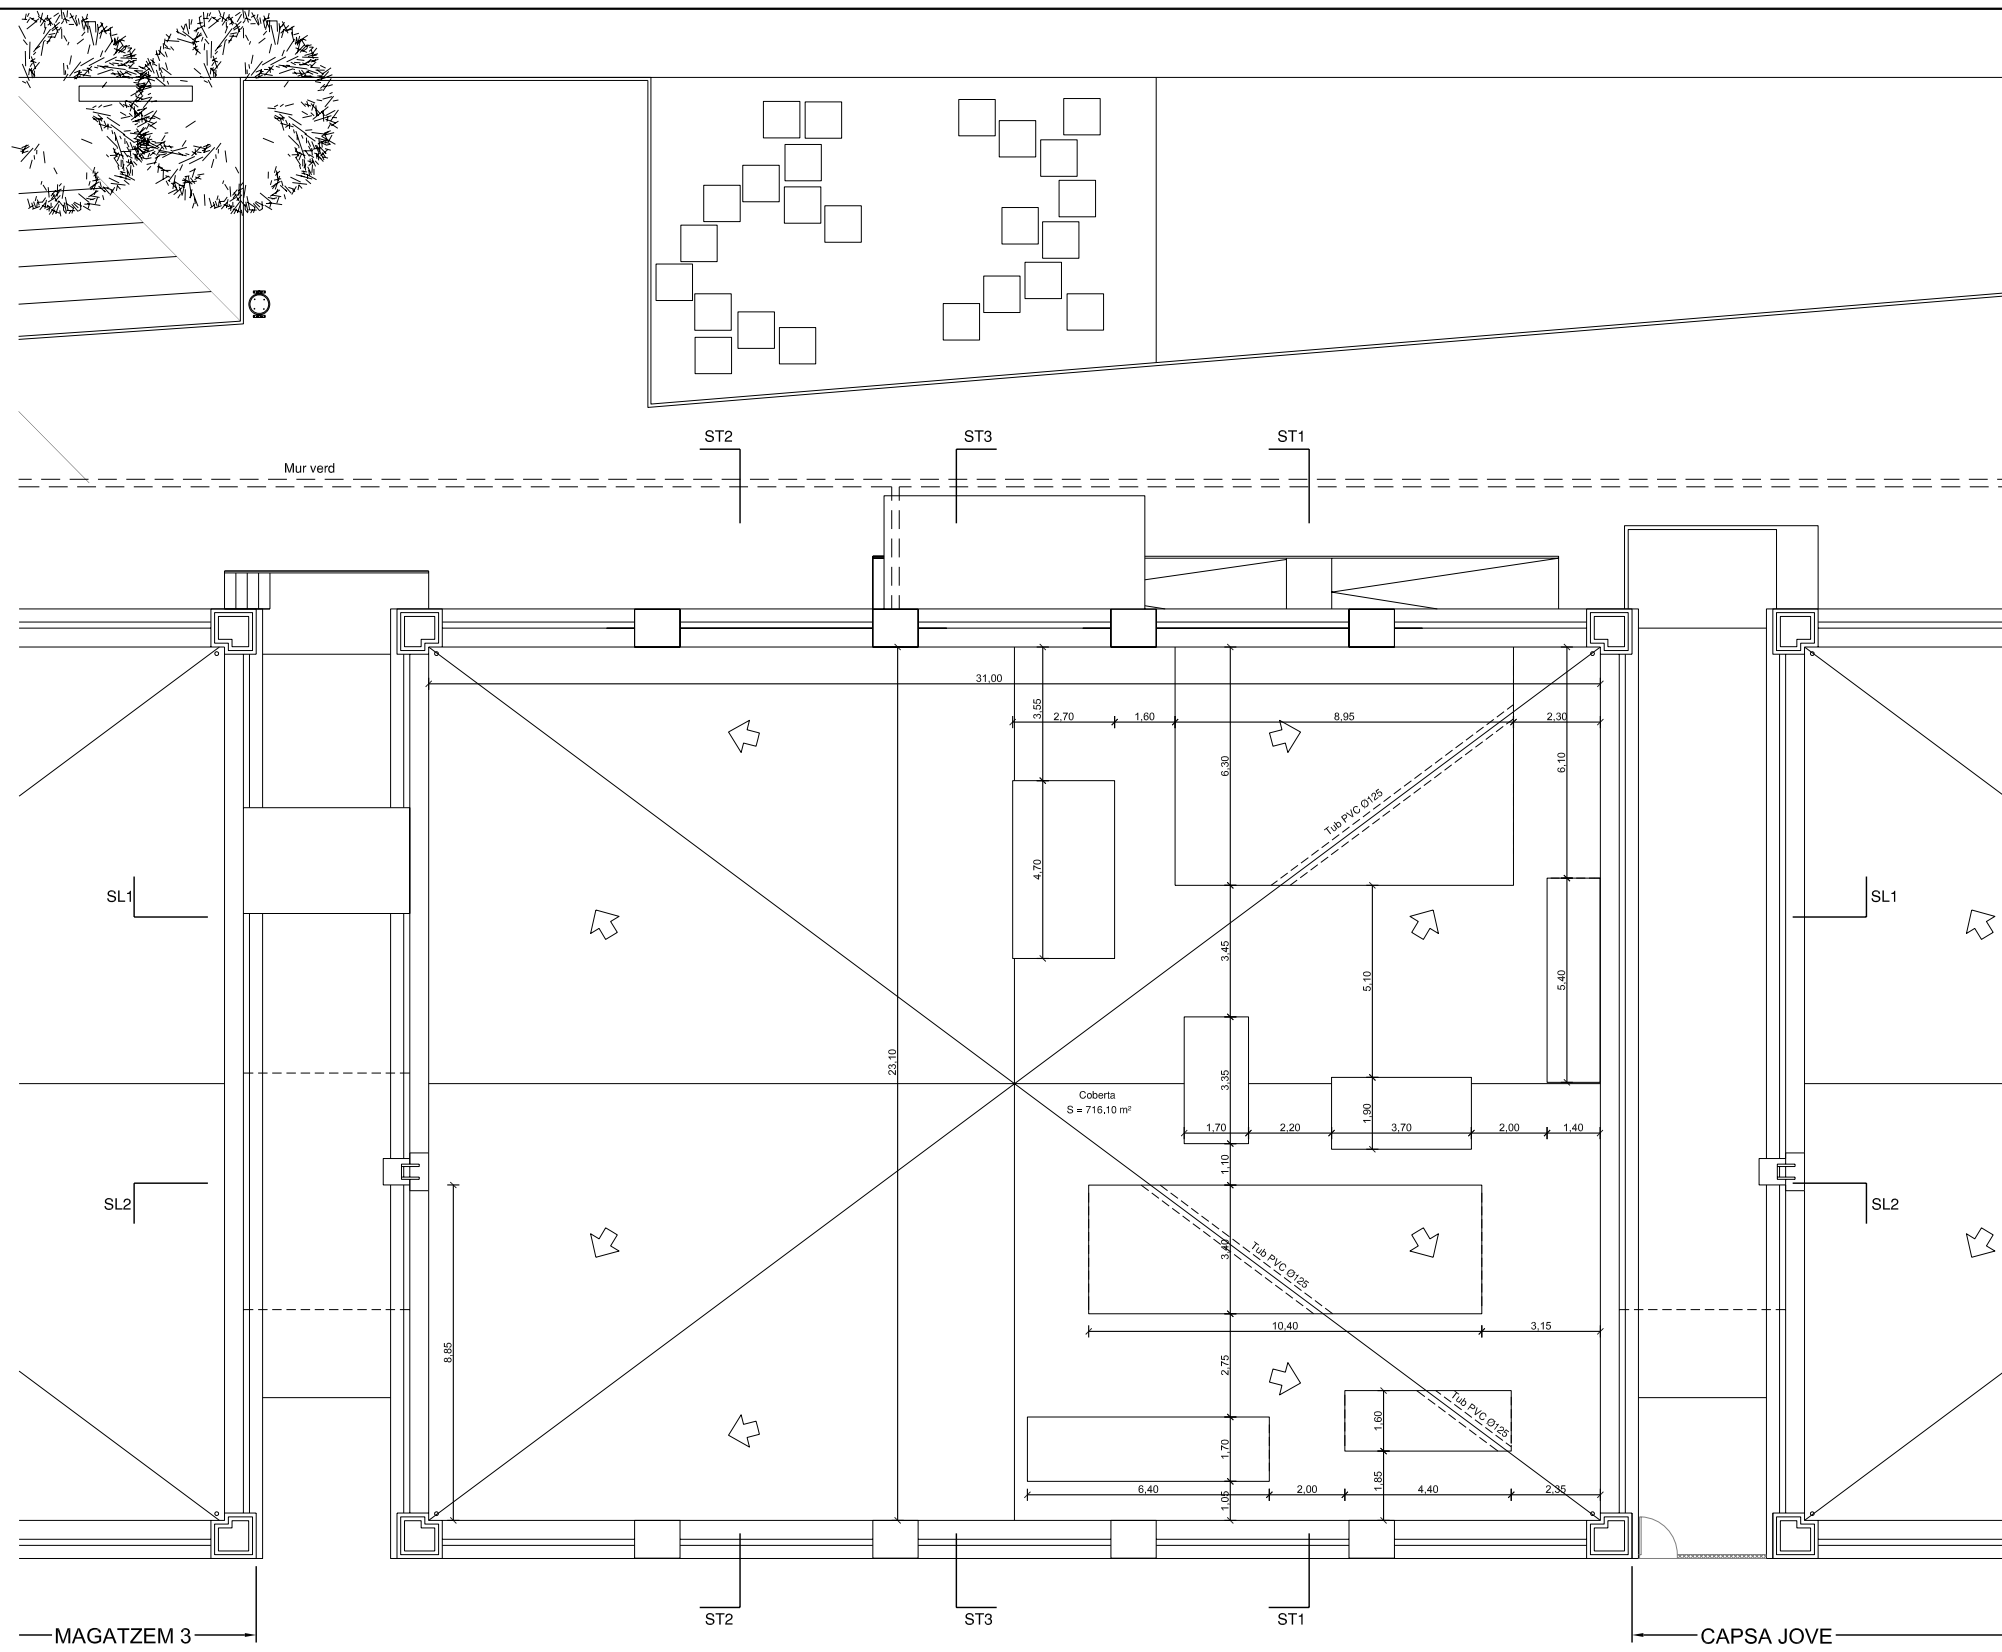 ST2
ST3
ST1
Mur verd
31,00
3,55
2,70
1,60
8,95
2,30
6,30
6,10
Tub PVC Ø125
4,70
SL1
SL1
3,45
5,10
5,40
23,10
3,35
Coberta
S = 716,10 m²
1,90
1,70
2,20
3,70
2,00
1,40
1,10
SL2
SL2
3,40
Tub PVC Ø125
10,40
3,15
8,85
2,75
1,60
Tub PVC Ø125
1,70
1,85
6,40
2,00
4,40
2,35
1,05
ST2
ST3
ST1
MAGATZEM 3
CAPSA JOVE